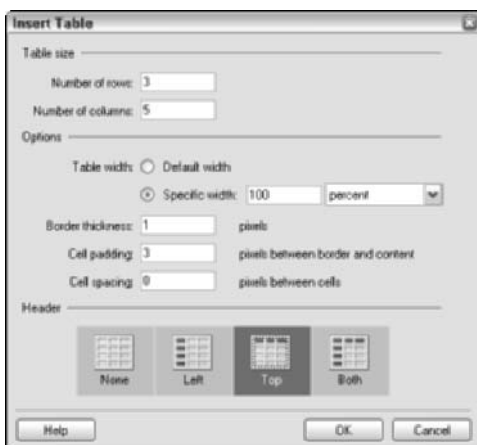 Insert Table
Table size
Number of rows: 3
Number of columns: 5
Options
Table width: Default width
Specific width: 100 percent
Border thickness: 1 pixels
Cell padding: 3 pixels between border and content
Cell spacing: 0 pixels between cells
Header
None Left Top Both
Help OK Cancel